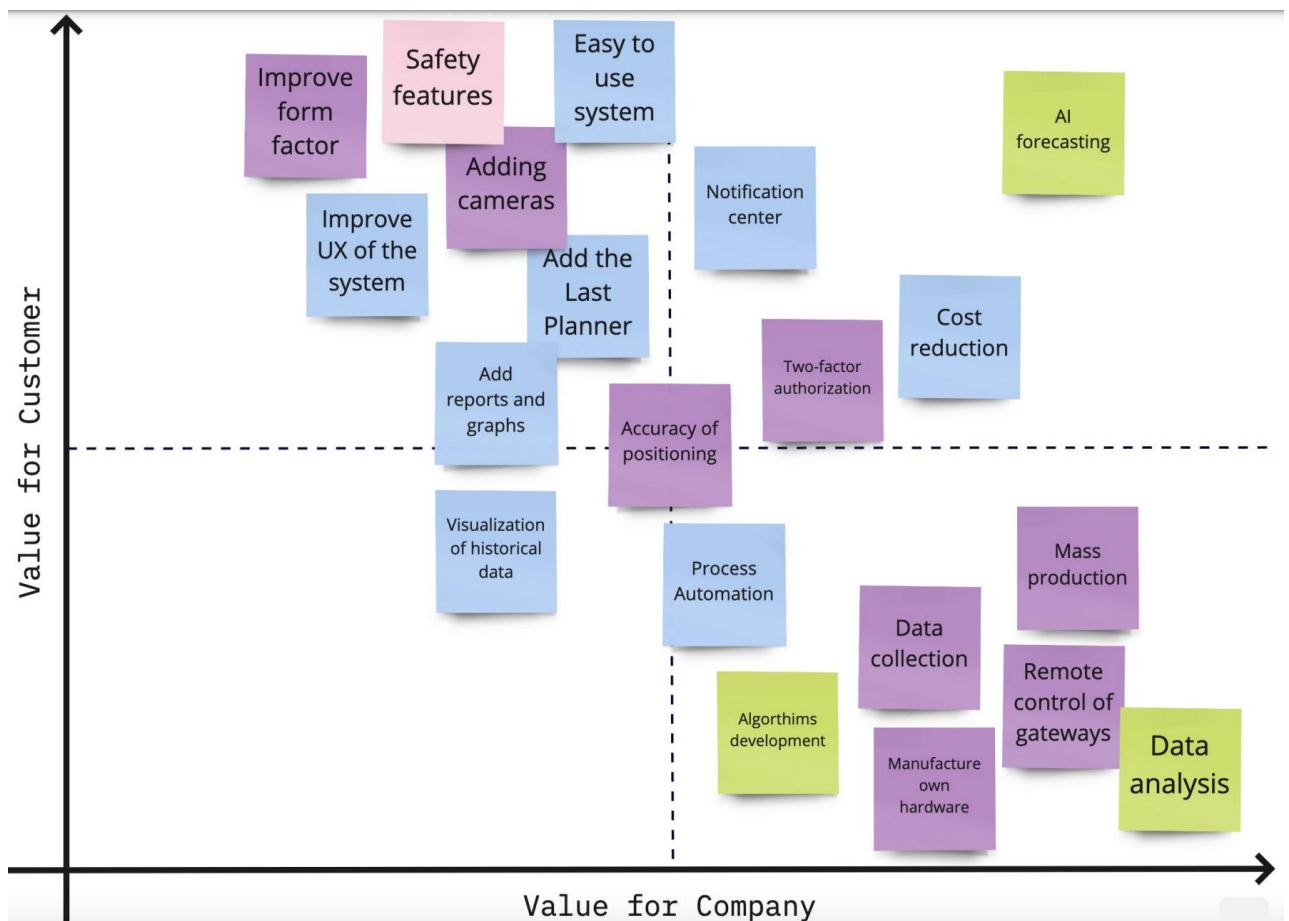 Improve
form
factor
Safety
features
Easy to
use
system
AI
forecasting
Adding
cameras
Notification
center
Improve
UX of the
system
Add the
Last
Planner
Cost
reduction
Two-factor
authorization
Add
reports and
graphs
Accuracy of
positioning
Visualization
of historical
data
Process
Automation
Mass
production
Data
collection
Remote
control of
gateways
Algorthims
development
Manufacture
own
hardware
Data
analysis
Value for Customer
Value for Company